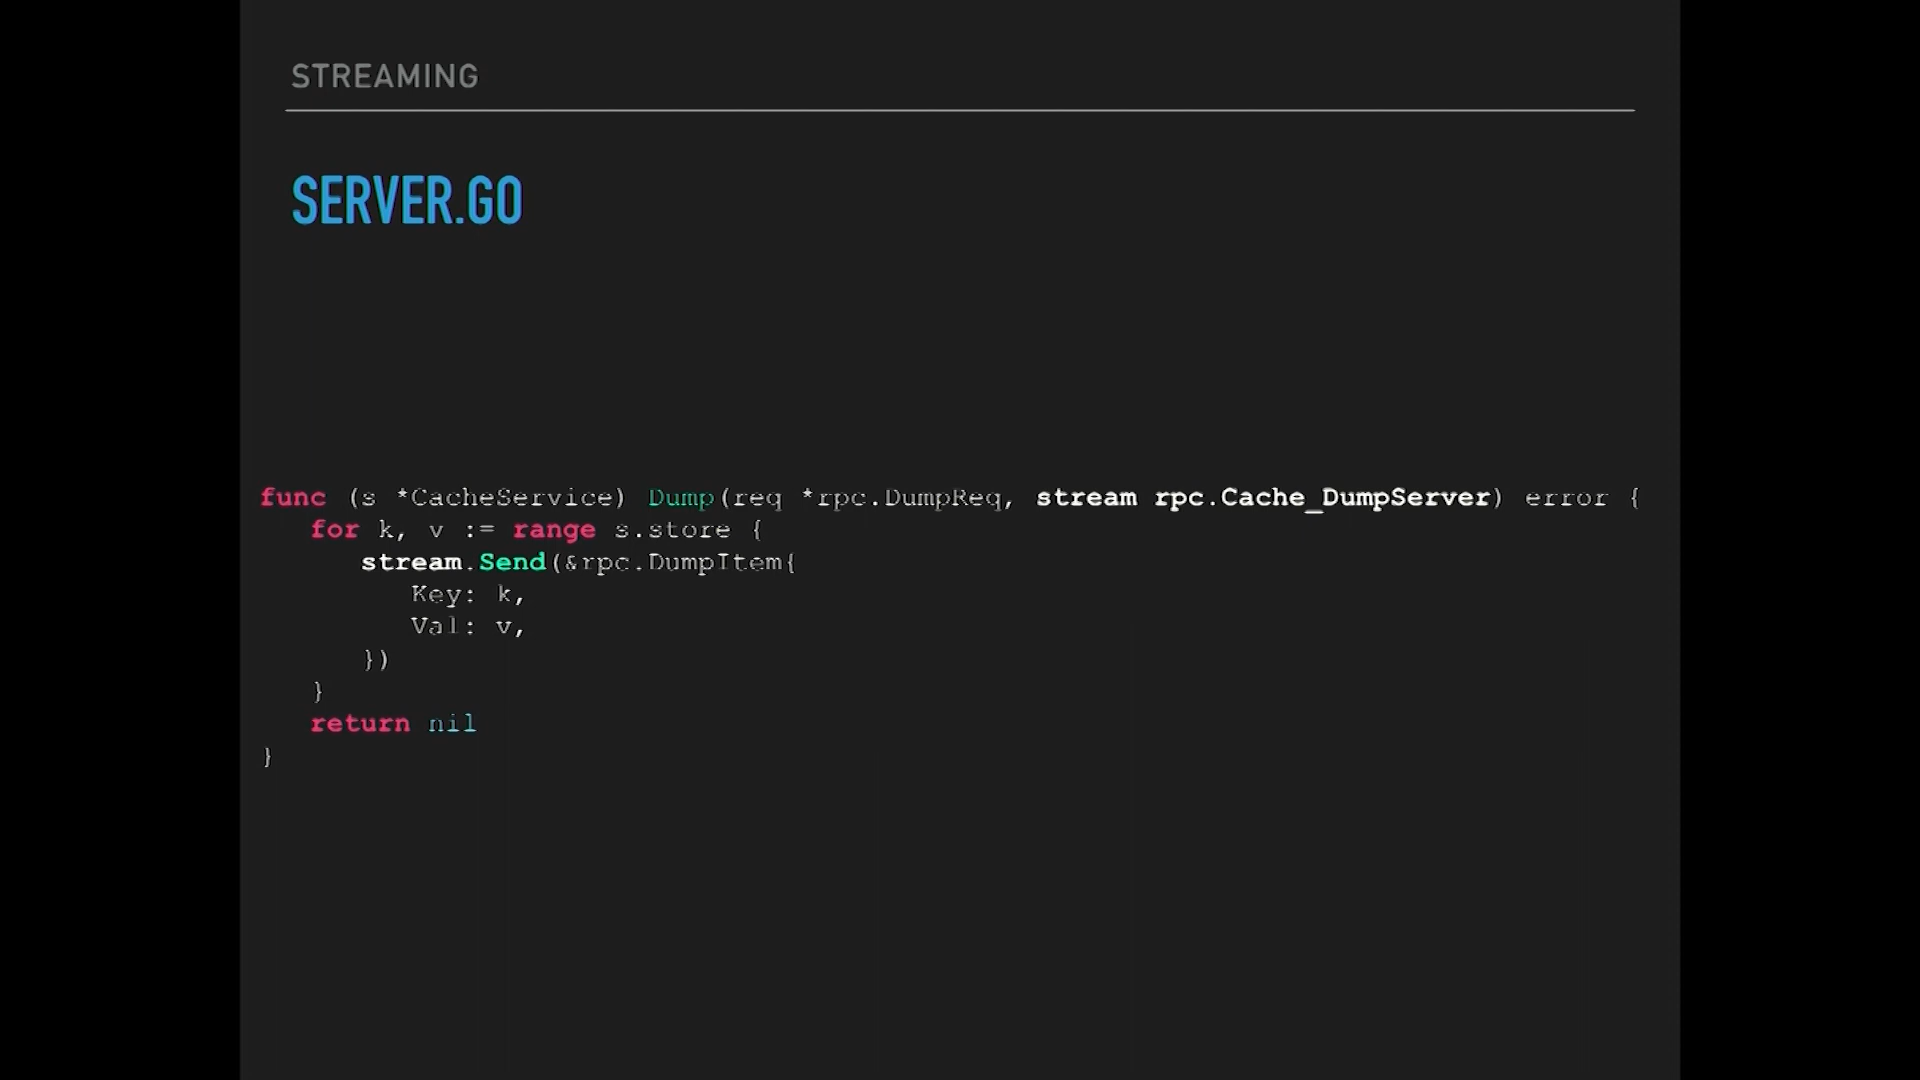 STREAMING
SERVER.GO
func (s *CacheService) Dump(req *rpc.DumpReq, stream rpc.Cache_DumpServer) error {
for k, v := range s.store {
stream.Send(&rpc.DumpItem{
Key: k,
Val: v,
})
}
return nil
}